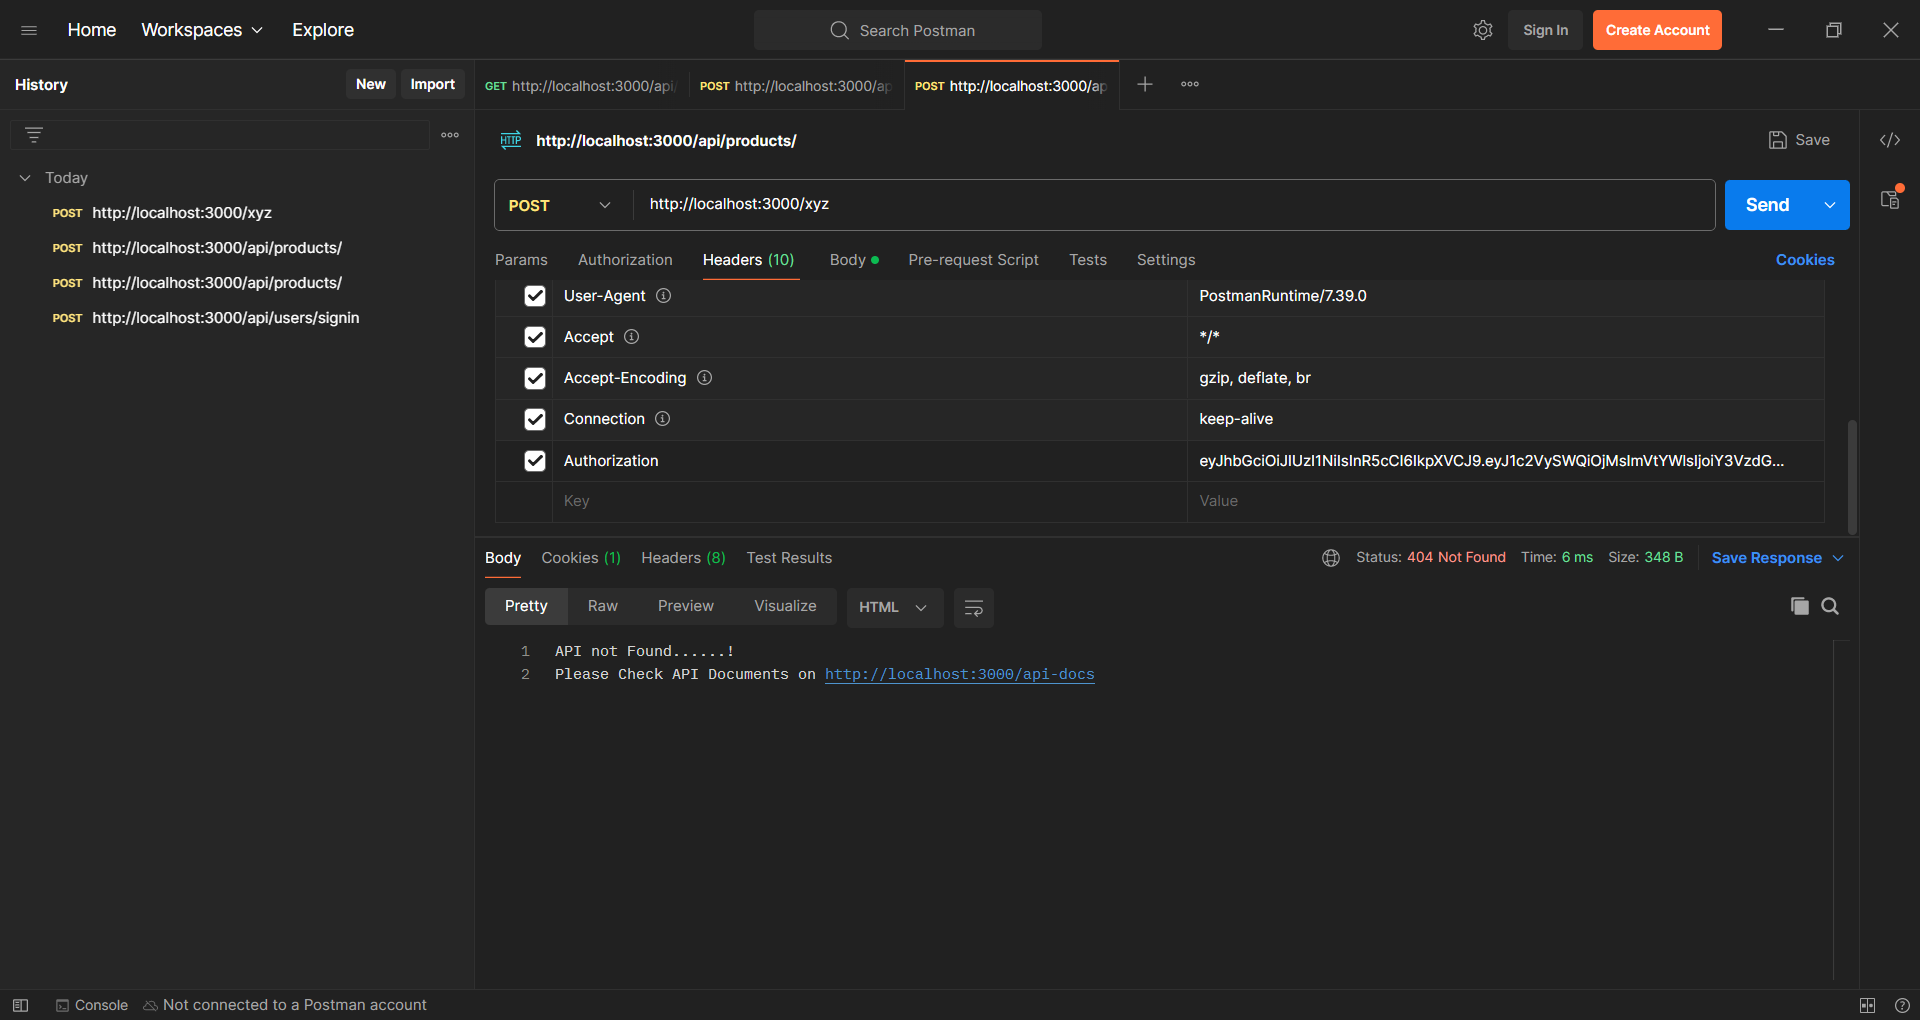 Home Workspaces Explore Search Postman Sign In Create Account
History New Import
GET http://localhost:3000/api/ POST http://localhost:3000/ap POST http://localhost:3000/ap
HTTP http://localhost:3000/api/products/ Save
Today
POST http://localhost:3000/xyz
POST http://localhost:3000/api/products/
POST http://localhost:3000/api/products/
POST http://localhost:3000/api/users/signin
POST http://localhost:3000/xyz Send
Params Authorization Headers (10) Body Pre-request Script Tests Settings Cookies
User-Agent PostmanRuntime/7.39.0
Accept */*
Accept-Encoding gzip, deflate, br
Connection keep-alive
Authorization eyJhbGciOiJIUzI1NiIsInR5cCI6IkpXVCJ9.eyJ1c2VySWQiOjMsImVtYWlsIjoiY3VzdG...
Key Value
Body Cookies (1) Headers (8) Test Results Status: 404 Not Found Time: 6 ms Size: 348 B Save Response
Pretty Raw Preview Visualize HTML
1 API not Found......!
2 Please Check API Documents on http://localhost:3000/api-docs
Console Not connected to a Postman account